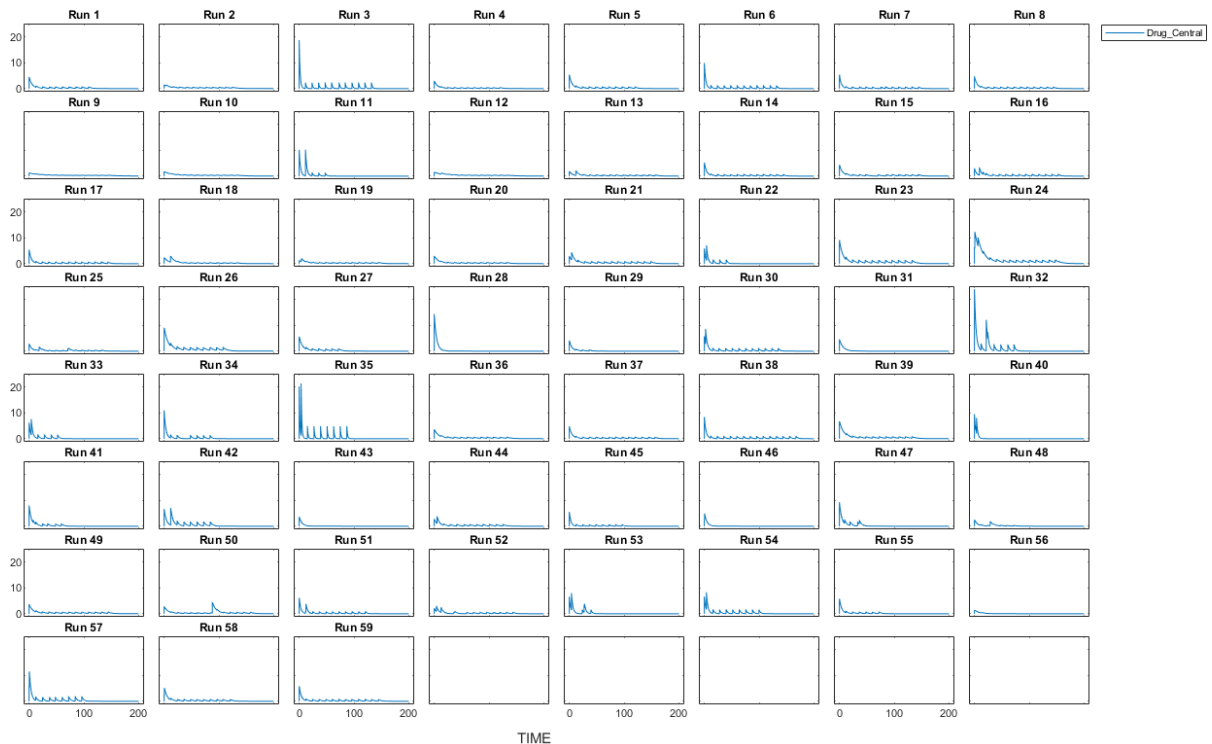 Run 1 Run 2 Run 3 Run 4 Run 5 Run 6 Run 7 Run 8
Drug_Central
20
10
0
Run 9 Run 10 Run 11 Run 12 Run 13 Run 14 Run 15 Run 16
Run 17 Run 18 Run 19 Run 20 Run 21 Run 22 Run 23 Run 24
20
10
0
Run 25 Run 26 Run 27 Run 28 Run 29 Run 30 Run 31 Run 32
Run 33 Run 34 Run 35 Run 36 Run 37 Run 38 Run 39 Run 40
20
10
0
Run 41 Run 42 Run 43 Run 44 Run 45 Run 46 Run 47 Run 48
Run 49 Run 50 Run 51 Run 52 Run 53 Run 54 Run 55 Run 56
20
10
0
Run 57 Run 58 Run 59
0 100 200 0 100 200 0 100 200 0 100 200
TIME